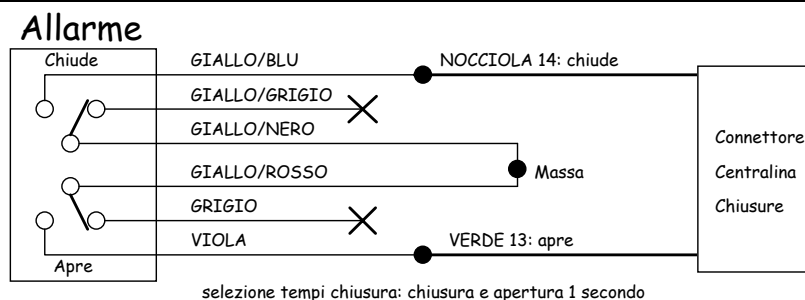 Allarme
Chiude
GIALLO/BLU
NOCCIOLA 14: chiude
GIALLO/GRIGIO
GIALLO/NERO
Connettore
GIALLO/ROSSO
Massa
Centralina
GRIGIO
Chiusure
VIOLA
VERDE 13: apre
Apre
selezione tempi chiusura: chiusura e apertura 1 secondo